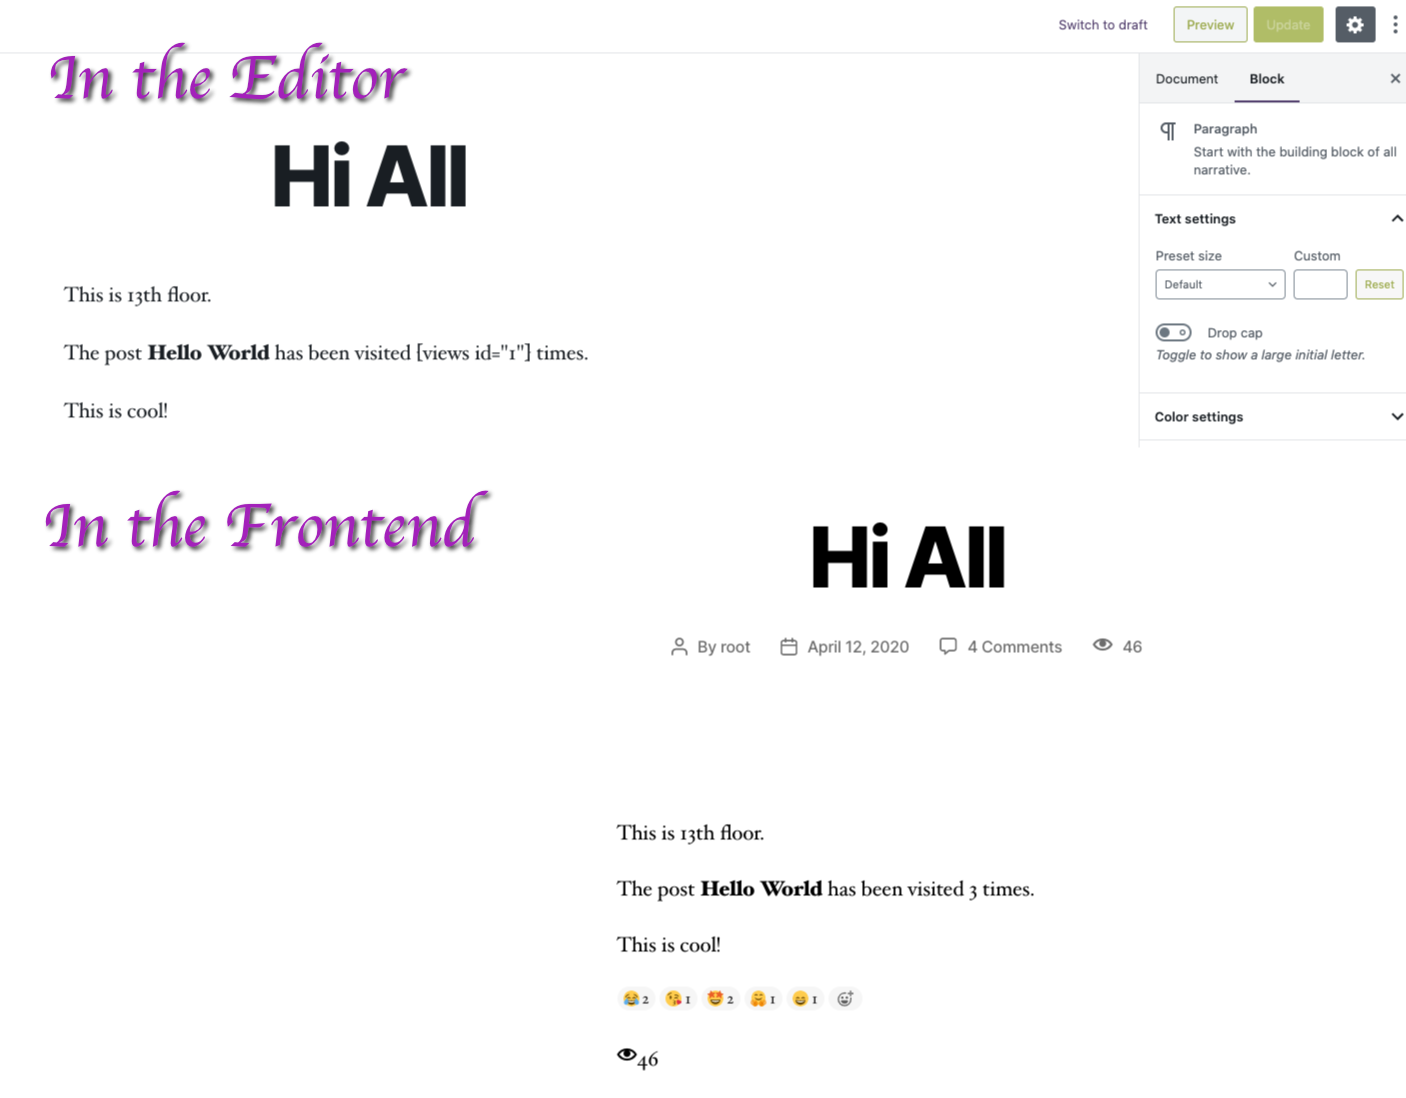 Switch to draft Preview Update
In the Editor
Document Block
Hi All
Paragraph
Start with the building block of all
narrative.
Text settings
Preset size Custom
Default Reset
This is 13th floor.
Drop cap
The post Hello World has been visited [views id="1"] times.
Toggle to show a large initial letter.
This is cool!
Color settings
In the Frontend
Hi All
By root April 12, 2020 4 Comments 46
This is 13th floor.
The post Hello World has been visited 3 times.
This is cool!
2 1 2 1 1
46